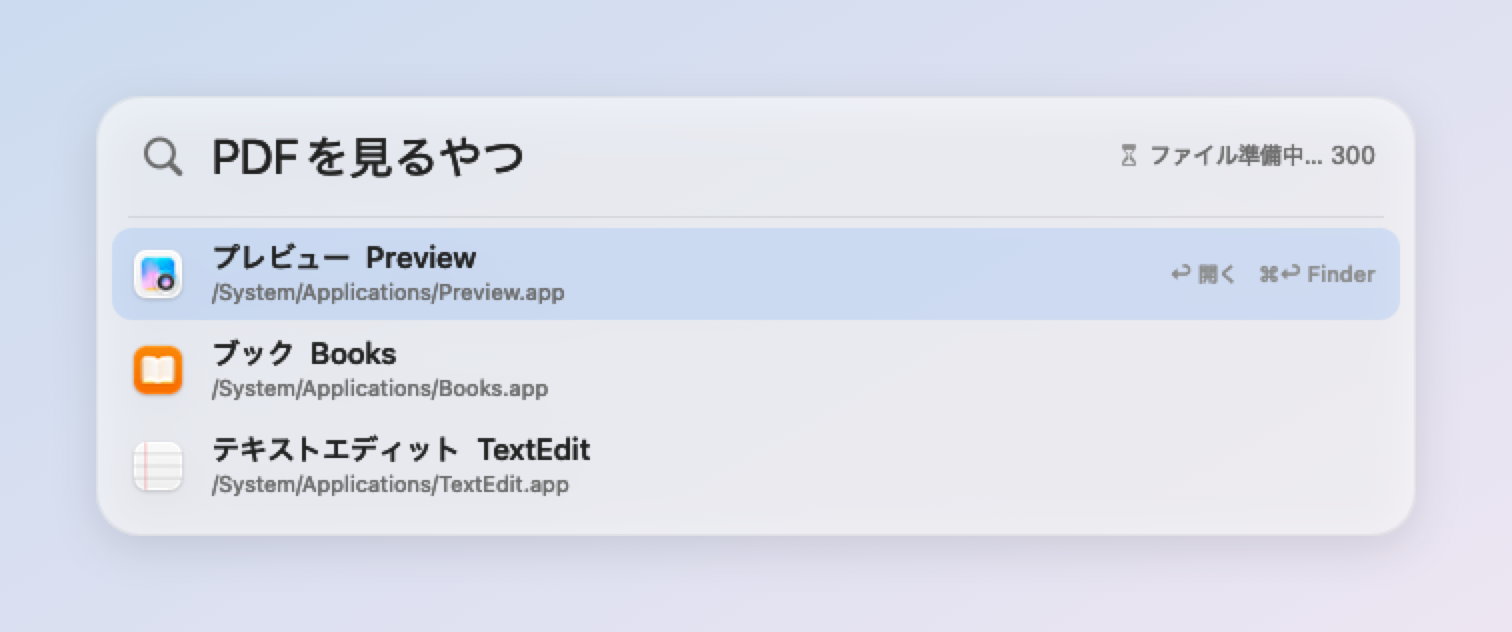 PDFを見るやつ
⌛ ファイル準備中... 300
プレビュー Preview
/System/Applications/Preview.app
↩ 開く ⌘↩ Finder
ブック Books
/System/Applications/Books.app
テキストエディット TextEdit
/System/Applications/TextEdit.app